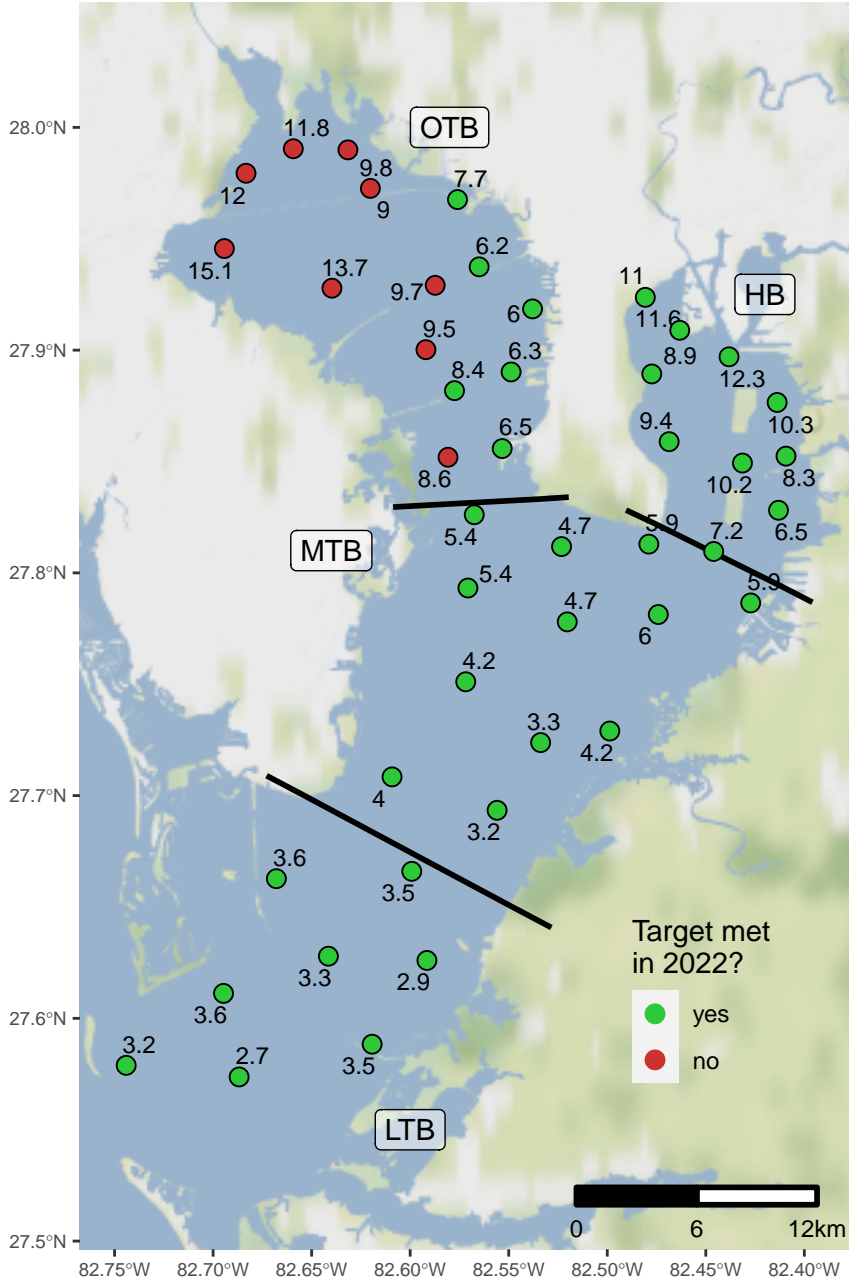 28.0°N
27.9°N
27.8°N
27.7°N
27.6°N
27.5°N
11.8
OTB
9.8
7.7
12
9
6.2
15.1
13.7
9.7
6
11
HB
11.6
9.5
8.4
6.3
8.9
12.3
9.4
10.3
6.5
8.6
10.2
8.3
5.4
4.7
5.9
7.2
6.5
MTB
5.4
4.7
6
5.9
4.2
3.3
4.2
4
3.2
3.6
3.5
3.3
2.9
3.6
3.2
2.7
3.5
LTB
Target met
in 2022?
yes
no
0 6 12km
82.75°W 82.70°W 82.65°W 82.60°W 82.55°W 82.50°W 82.45°W 82.40°W